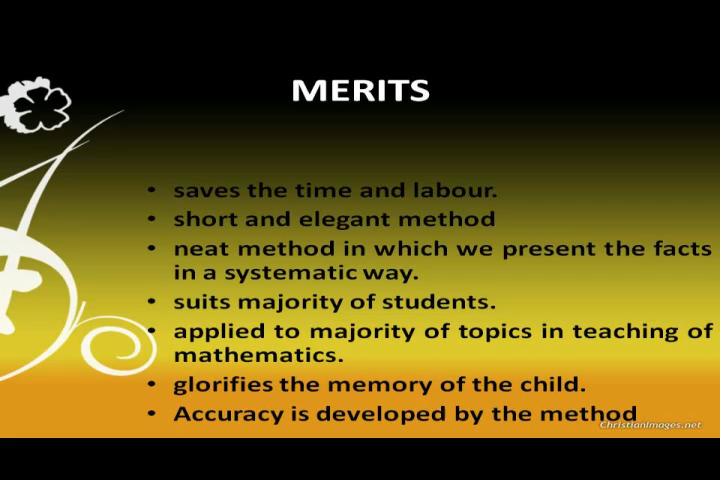 MERITS
• saves the time and labour.
• short and elegant method
• neat method in which we present the facts
in a systematic way.
• suits majority of students.
• applied to majority of topics in teaching of
mathematics.
• glorifies the memory of the child.
• Accuracy is developed by the method
ChristianImages.net